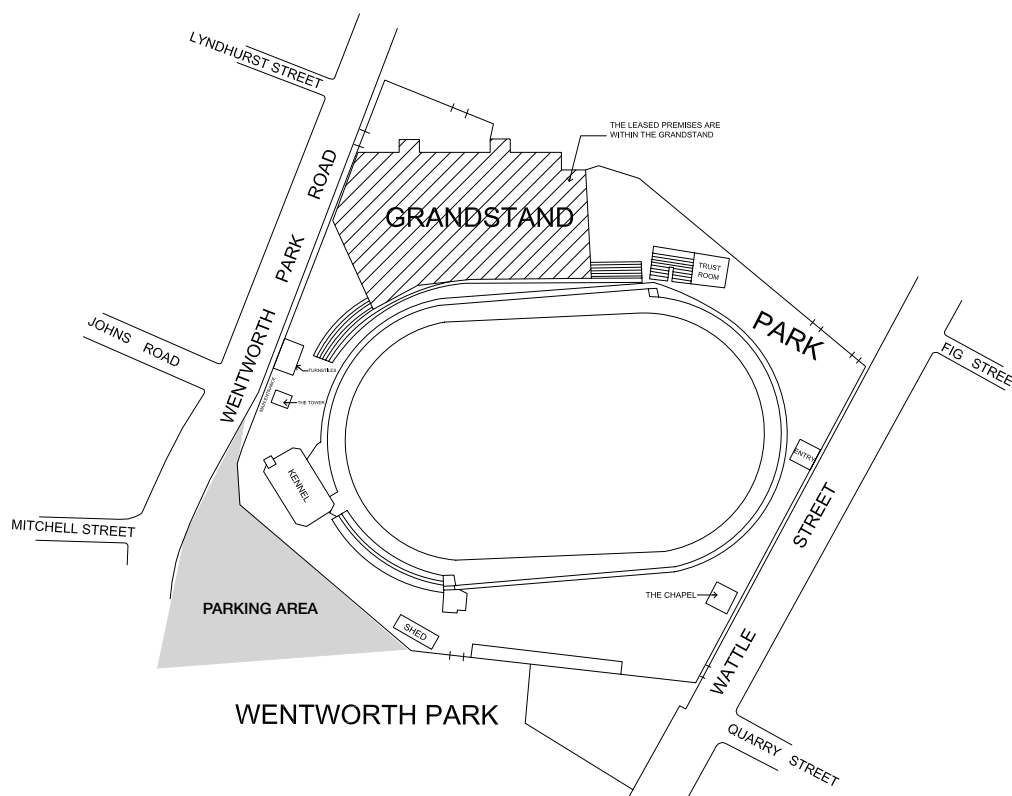 LYNDHURST STREET
THE LEASED PREMISES ARE
WITHIN THE GRANDSTAND
WENTWORTH PARK ROAD
GRANDSTAND
TRUST
ROOM
PARK
JOHNS ROAD
FIG STREE
TURNSTILES
MAIN ENTRANCE
THE TOWER
ENTRY
KENNEL
MITCHELL STREET
WATTLE STREET
PARKING AREA
THE CHAPEL
SHED
WENTWORTH PARK
QUARRY STREET